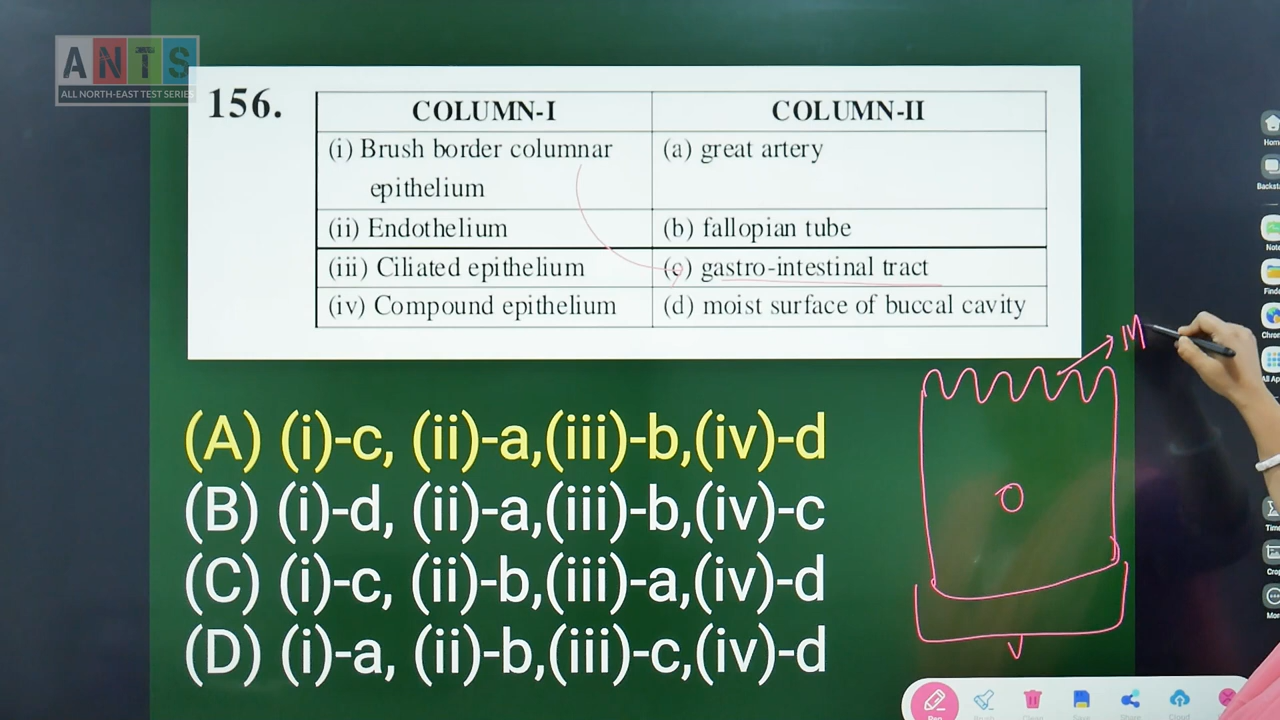 ANTS
ALL NORTH-EAST TEST SERIES
156.
COLUMN-I COLUMN-II
(i) Brush border columnar epithelium (a) great artery
(ii) Endothelium (b) fallopian tube
(iii) Ciliated epithelium (c) gastro-intestinal tract
(iv) Compound epithelium (d) moist surface of buccal cavity
M
(A) (i)-c, (ii)-a,(iii)-b,(iv)-d
(B) (i)-d, (ii)-a,(iii)-b,(iv)-c
(C) (i)-c, (ii)-b,(iii)-a,(iv)-d
(D) (i)-a, (ii)-b,(iii)-c,(iv)-d
Pen